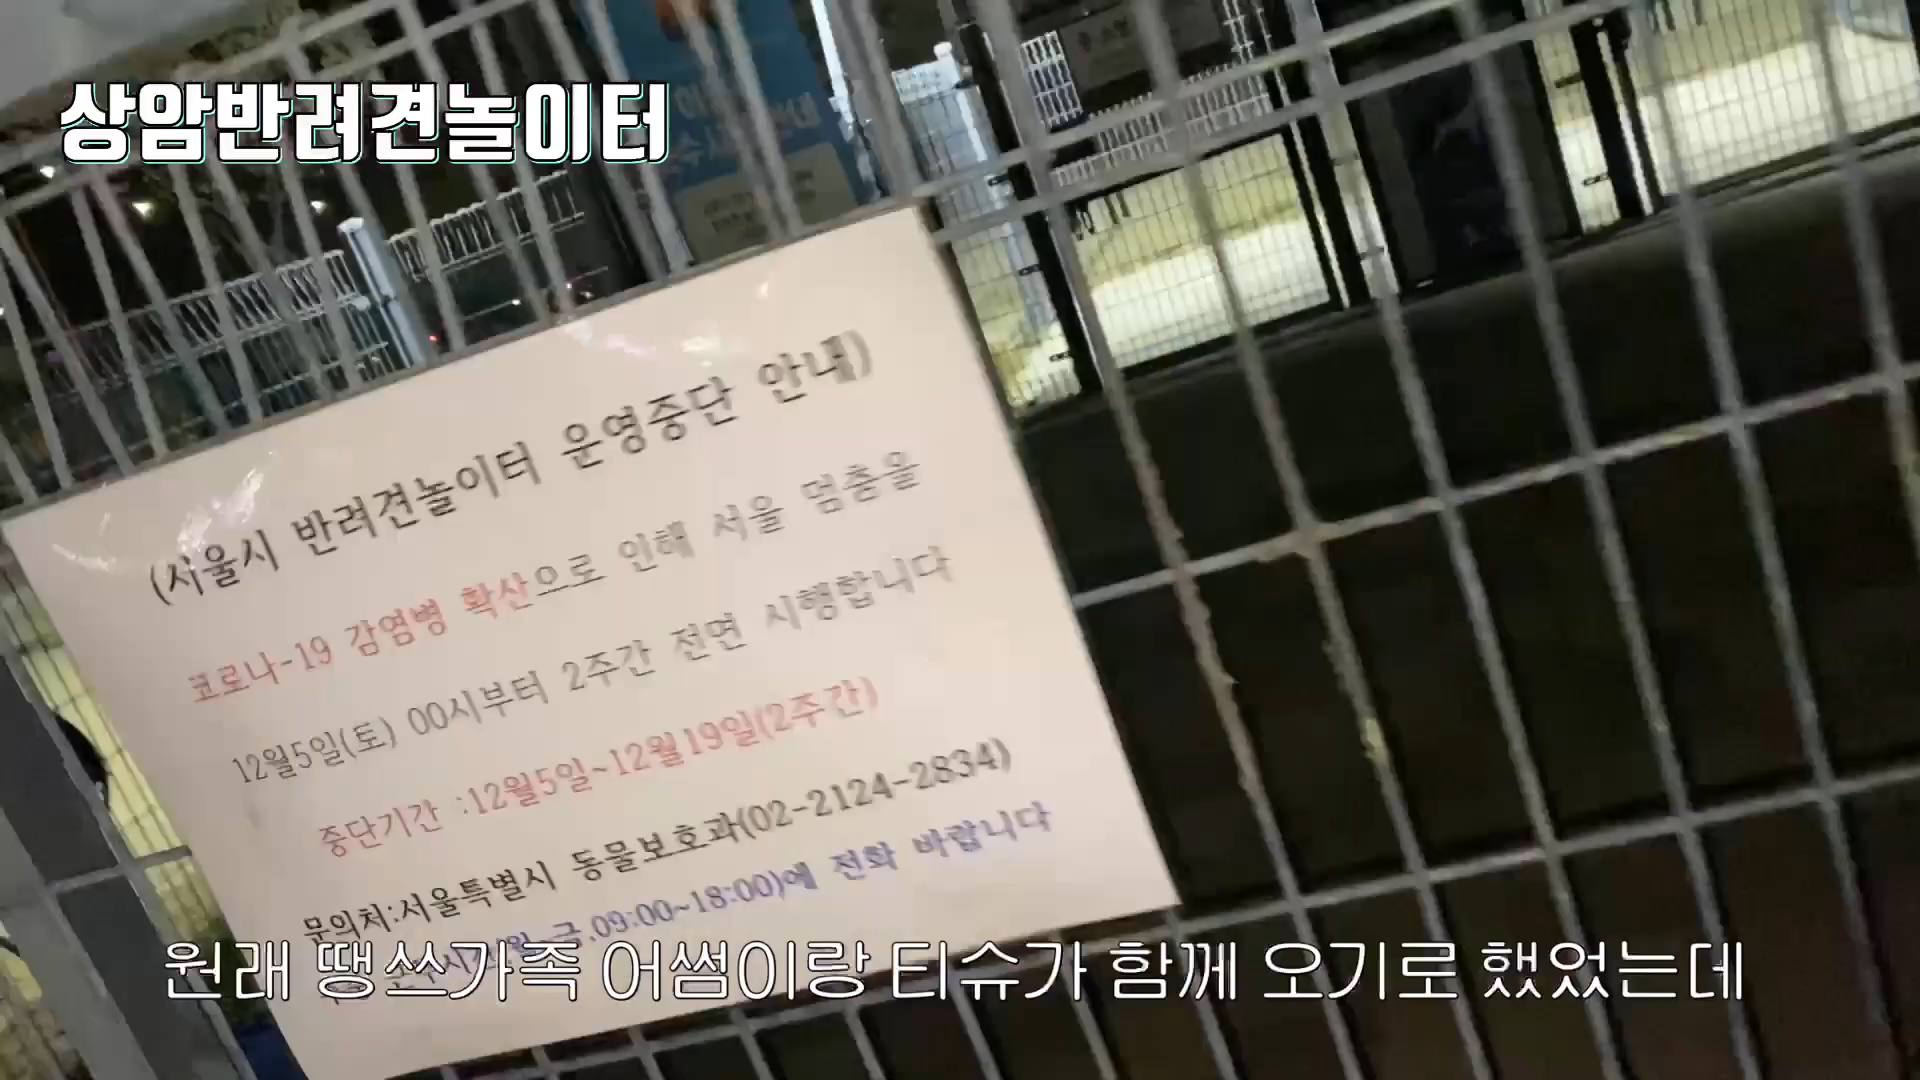 상암반려견놀이터
(서울시 반려견놀이터 운영중단 안내)
코로나-19 감염병 확산으로 인해 서울 멈춤을
12월5일(토) 00시부터 2주간 전면 시행합니다
중단기간 :12월5일~12월19일(2주간)
문의처:서울특별시 동물보호과(02-2124-2834)
금,09:00~18:00)에 전화 바랍니다
원래 땡쓰가족 어썸이랑 티슈가 함께 오기로 했었는데